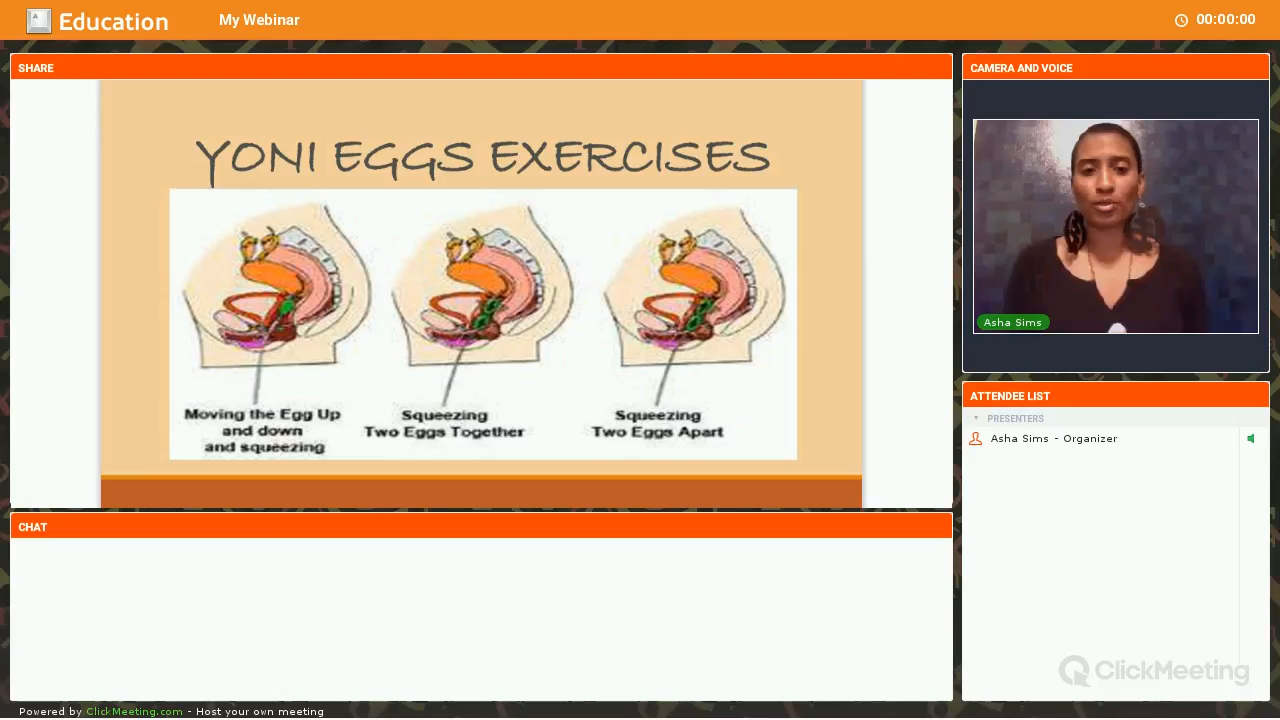 Education
My Webinar
00:00:00
SHARE
YONI EGGS EXERCISES
Moving the Egg Up
and down
and squeezing
Squeezing
Two Eggs Together
Squeezing
Two Eggs Apart
CAMERA AND VOICE
Asha Sims
ATTENDEE LIST
PRESENTERS
Asha Sims - Organizer
CHAT
ClickMeeting
Powered by ClickMeeting.com - Host your own meeting